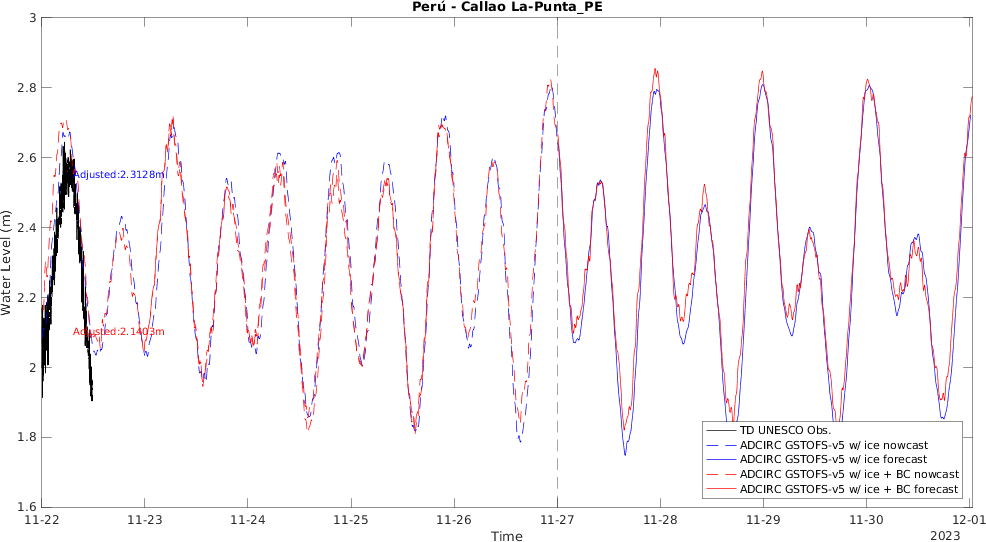 Perú - Callao La-Punta_PE
3
2.8
2.6
2.4
2.2
2
1.8
1.6
Water Level (m)
Adjusted:2.3128m
Adjusted:2.1403m
TD UNESCO Obs.
ADCIRC GSTOFS-v5 w/ ice nowcast
ADCIRC GSTOFS-v5 w/ ice forecast
ADCIRC GSTOFS-v5 w/ ice + BC nowcast
ADCIRC GSTOFS-v5 w/ ice + BC forecast
11-22 11-23 11-24 11-25 11-26 11-27 11-28 11-29 11-30 12-01
Time
2023